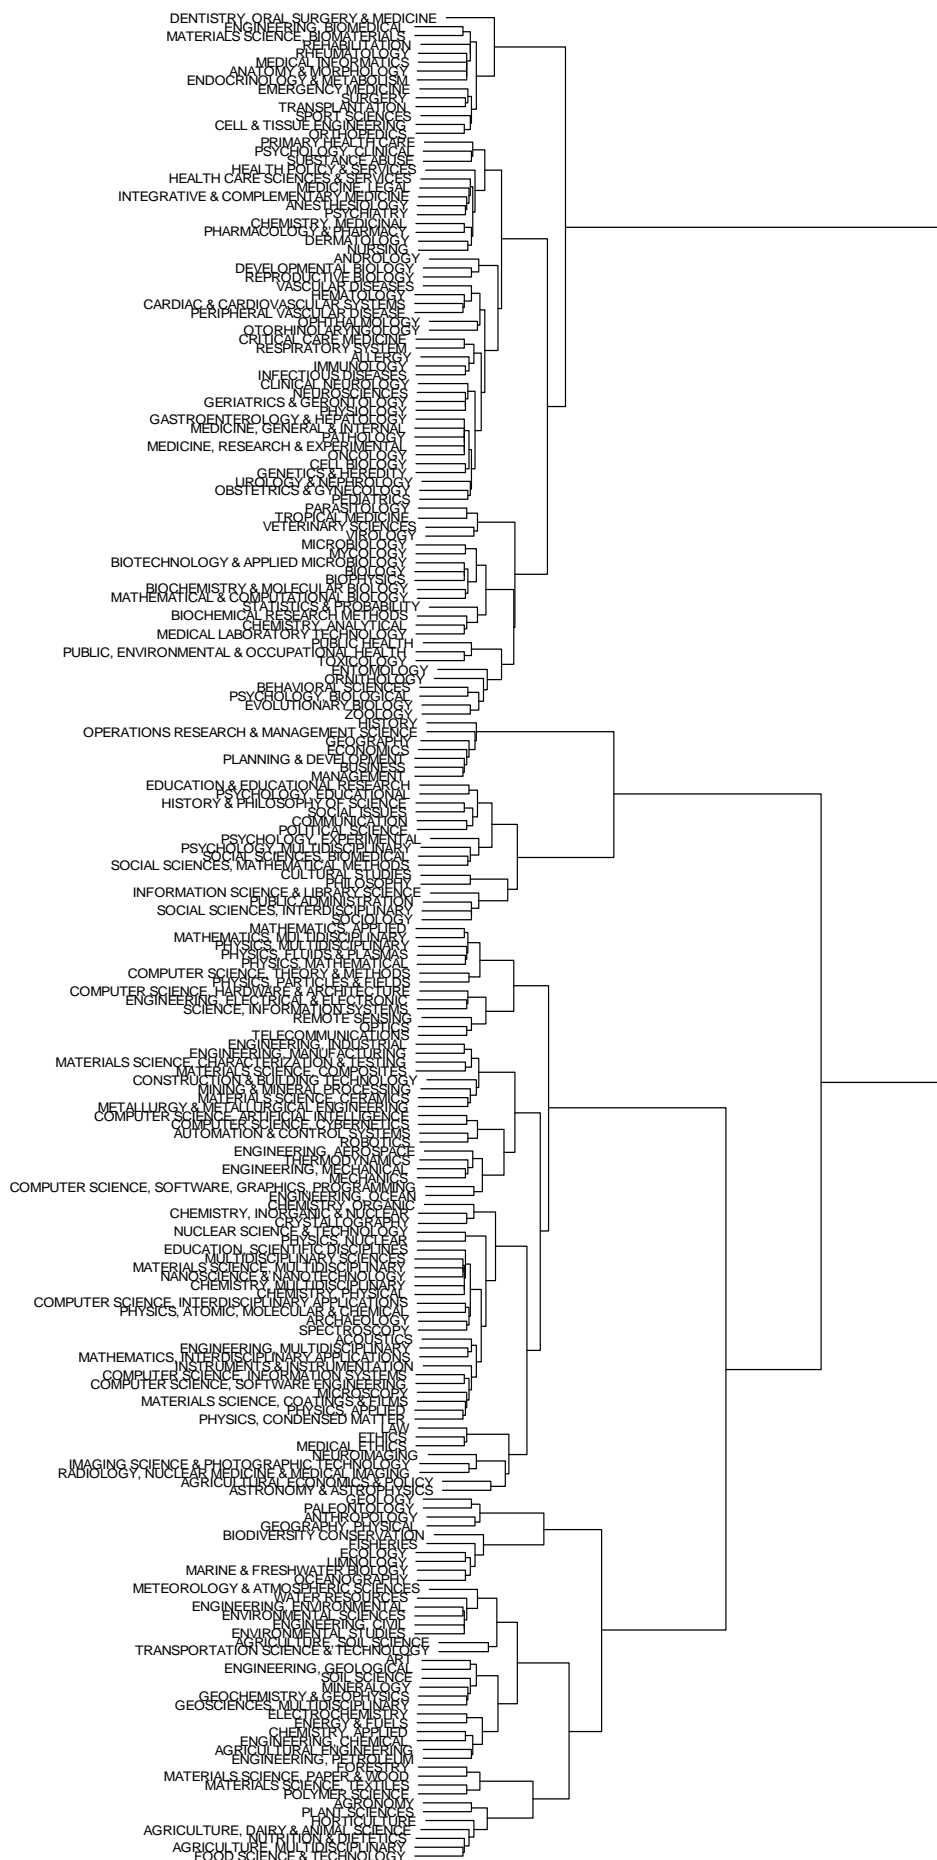 DENTISTRY, ORAL SURGERY & MEDICINE
ENGINEERING, BIOMEDICAL
MATERIALS SCIENCE, BIOMATERIALS
REHABILITATION
RHEUMATOLOGY
MEDICAL INFORMATICS
ANATOMY & MORPHOLOGY
ENDOCRINOLOGY & METABOLISM
EMERGENCY MEDICINE
SURGERY
TRANSPLANTATION
SPORT SCIENCES
CELL & TISSUE ENGINEERING
ORTHOPEDICS
PRIMARY HEALTH CARE
PSYCHOLOGY, CLINICAL
SUBSTANCE ABUSE
HEALTH POLICY & SERVICES
HEALTH CARE SCIENCES & SERVICES
MEDICINE, LEGAL
INTEGRATIVE & COMPLEMENTARY MEDICINE
ANESTHESIOLOGY
PSYCHIATRY
CHEMISTRY, MEDICINAL
PHARMACOLOGY & PHARMACY
DERMATOLOGY
NURSING
ANDROLOGY
DEVELOPMENTAL BIOLOGY
REPRODUCTIVE BIOLOGY
VASCULAR DISEASES
HEMATOLOGY
CARDIAC & CARDIOVASCULAR SYSTEMS
PERIPHERAL VASCULAR DISEASE
OPHTHALMOLOGY
OTORHINOLARYNGOLOGY
CRITICAL CARE MEDICINE
RESPIRATORY SYSTEM
ALLERGY
IMMUNOLOGY
INFECTIOUS DISEASES
CLINICAL NEUROLOGY
NEUROSCIENCES
GERIATRICS & GERONTOLOGY
PHYSIOLOGY
GASTROENTEROLOGY & HEPATOLOGY
MEDICINE, GENERAL & INTERNAL
PATHOLOGY
MEDICINE, RESEARCH & EXPERIMENTAL
ONCOLOGY
CELL BIOLOGY
GENETICS & HEREDITY
UROLOGY & NEPHROLOGY
OBSTETRICS & GYNECOLOGY
PEDIATRICS
PARASITOLOGY
TROPICAL MEDICINE
VETERINARY SCIENCES
VIROLOGY
MICROBIOLOGY
MYCOLOGY
BIOTECHNOLOGY & APPLIED MICROBIOLOGY
BIOLOGY
BIOPHYSICS
BIOCHEMISTRY & MOLECULAR BIOLOGY
MATHEMATICAL & COMPUTATIONAL BIOLOGY
STATISTICS & PROBABILITY
BIOCHEMICAL RESEARCH METHODS
CHEMISTRY, ANALYTICAL
MEDICAL LABORATORY TECHNOLOGY
PUBLIC HEALTH
PUBLIC, ENVIRONMENTAL & OCCUPATIONAL HEALTH
TOXICOLOGY
ENTOMOLOGY
ORNITHOLOGY
BEHAVIORAL SCIENCES
PSYCHOLOGY, BIOLOGICAL
EVOLUTIONARY BIOLOGY
ZOOLOGY
HISTORY
OPERATIONS RESEARCH & MANAGEMENT SCIENCE
GEOGRAPHY
ECONOMICS
PLANNING & DEVELOPMENT
BUSINESS
MANAGEMENT
EDUCATION & EDUCATIONAL RESEARCH
PSYCHOLOGY, EDUCATIONAL
HISTORY & PHILOSOPHY OF SCIENCE
SOCIAL ISSUES
COMMUNICATION
POLITICAL SCIENCE
PSYCHOLOGY, EXPERIMENTAL
PSYCHOLOGY, MULTIDISCIPLINARY
SOCIAL SCIENCES, BIOMEDICAL
SOCIAL SCIENCES, MATHEMATICAL METHODS
CULTURAL STUDIES
PHILOSOPHY
INFORMATION SCIENCE & LIBRARY SCIENCE
PUBLIC ADMINISTRATION
SOCIAL SCIENCES, INTERDISCIPLINARY
SOCIOLOGY
MATHEMATICS, APPLIED
MATHEMATICS, MULTIDISCIPLINARY
PHYSICS, MULTIDISCIPLINARY
PHYSICS, FLUIDS & PLASMAS
PHYSICS, MATHEMATICAL
COMPUTER SCIENCE, THEORY & METHODS
PHYSICS, PARTICLES & FIELDS
COMPUTER SCIENCE, HARDWARE & ARCHITECTURE
ENGINEERING, ELECTRICAL & ELECTRONIC
SCIENCE, INFORMATION SYSTEMS
REMOTE SENSING
OPTICS
TELECOMMUNICATIONS
ENGINEERING, INDUSTRIAL
ENGINEERING, MANUFACTURING
MATERIALS SCIENCE, CHARACTERIZATION & TESTING
MATERIALS SCIENCE, COMPOSITES
CONSTRUCTION & BUILDING TECHNOLOGY
MINING & MINERAL PROCESSING
MATERIALS SCIENCE, CERAMICS
METALLURGY & METALLURGICAL ENGINEERING
COMPUTER SCIENCE, ARTIFICIAL INTELLIGENCE
COMPUTER SCIENCE, CYBERNETICS
AUTOMATION & CONTROL SYSTEMS
ROBOTICS
ENGINEERING, AEROSPACE
THERMODYNAMICS
ENGINEERING, MECHANICAL
MECHANICS
COMPUTER SCIENCE, SOFTWARE, GRAPHICS, PROGRAMMING
ENGINEERING, OCEAN
CHEMISTRY, ORGANIC
CHEMISTRY, INORGANIC & NUCLEAR
CRYSTALLOGRAPHY
NUCLEAR SCIENCE & TECHNOLOGY
PHYSICS, NUCLEAR
EDUCATION, SCIENTIFIC DISCIPLINES
MULTIDISCIPLINARY SCIENCES
MATERIALS SCIENCE, MULTIDISCIPLINARY
NANOSCIENCE & NANOTECHNOLOGY
CHEMISTRY, MULTIDISCIPLINARY
CHEMISTRY, PHYSICAL
COMPUTER SCIENCE, INTERDISCIPLINARY APPLICATIONS
PHYSICS, ATOMIC, MOLECULAR & CHEMICAL
ARCHAEOLOGY
SPECTROSCOPY
ACOUSTICS
ENGINEERING, MULTIDISCIPLINARY
MATHEMATICS, INTERDISCIPLINARY APPLICATIONS
INSTRUMENTS & INSTRUMENTATION
COMPUTER SCIENCE, INFORMATION SYSTEMS
COMPUTER SCIENCE, SOFTWARE ENGINEERING
MICROSCOPY
MATERIALS SCIENCE, COATINGS & FILMS
PHYSICS, APPLIED
PHYSICS, CONDENSED MATTER
LAW
ETHICS
MEDICAL ETHICS
NEUROIMAGING
IMAGING SCIENCE & PHOTOGRAPHIC TECHNOLOGY
RADIOLOGY, NUCLEAR MEDICINE & MEDICAL IMAGING
AGRICULTURAL ECONOMICS & POLICY
ASTRONOMY & ASTROPHYSICS
GEOLOGY
PALEONTOLOGY
ANTHROPOLOGY
GEOGRAPHY, PHYSICAL
BIODIVERSITY CONSERVATION
FISHERIES
ECOLOGY
LIMNOLOGY
MARINE & FRESHWATER BIOLOGY
OCEANOGRAPHY
METEOROLOGY & ATMOSPHERIC SCIENCES
WATER RESOURCES
ENGINEERING, ENVIRONMENTAL
ENVIRONMENTAL SCIENCES
ENGINEERING, CIVIL
ENVIRONMENTAL STUDIES
AGRICULTURE, SOIL SCIENCE
TRANSPORTATION SCIENCE & TECHNOLOGY
ART
ENGINEERING, GEOLOGICAL
SOIL SCIENCE
MINERALOGY
GEOCHEMISTRY & GEOPHYSICS
GEOSCIENCES, MULTIDISCIPLINARY
ELECTROCHEMISTRY
ENERGY & FUELS
CHEMISTRY, APPLIED
ENGINEERING, CHEMICAL
AGRICULTURAL ENGINEERING
ENGINEERING, PETROLEUM
FORESTRY
MATERIALS SCIENCE, PAPER & WOOD
MATERIALS SCIENCE, TEXTILES
POLYMER SCIENCE
AGRONOMY
PLANT SCIENCES
HORTICULTURE
AGRICULTURE, DAIRY & ANIMAL SCIENCE
NUTRITION & DIETETICS
AGRICULTURE, MULTIDISCIPLINARY
FOOD SCIENCE & TECHNOLOGY